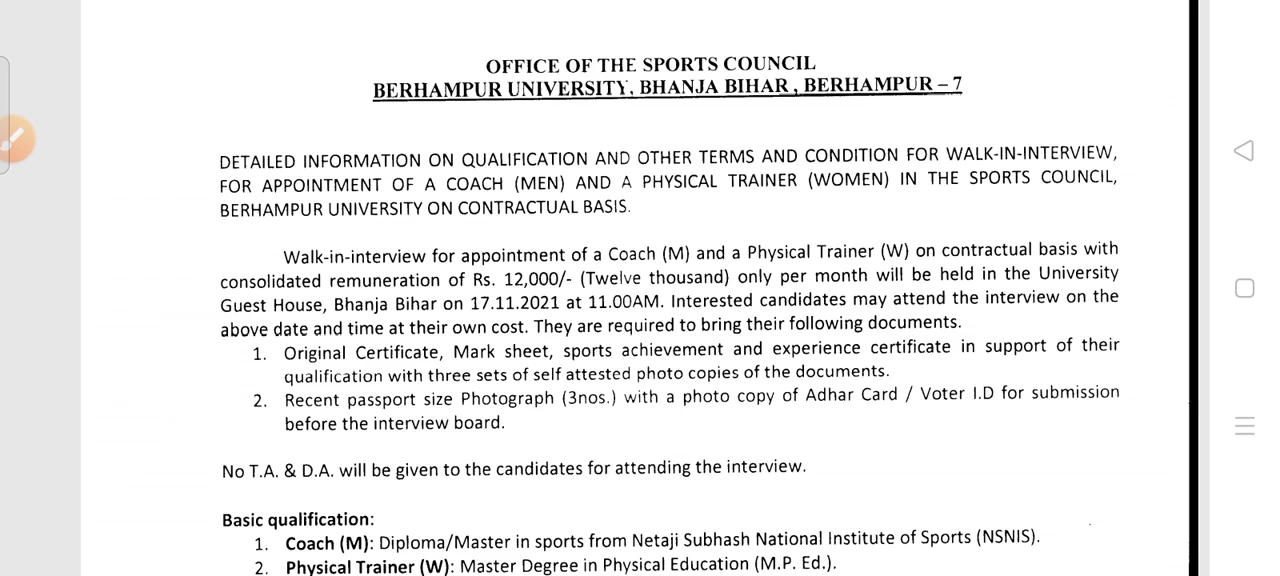 OFFICE OF THE SPORTS COUNCIL
BERHAMPUR UNIVERSITY, BHANJA BIHAR, BERHAMPUR – 7
DETAILED INFORMATION ON QUALIFICATION AND OTHER TERMS AND CONDITION FOR WALK-IN-INTERVIEW,
FOR APPOINTMENT OF A COACH (MEN) AND A PHYSICAL TRAINER (WOMEN) IN THE SPORTS COUNCIL,
BERHAMPUR UNIVERSITY ON CONTRACTUAL BASIS.
Walk-in-interview for appointment of a Coach (M) and a Physical Trainer (W) on contractual basis with
consolidated remuneration of Rs. 12,000/- (Twelve thousand) only per month will be held in the University
Guest House, Bhanja Bihar on 17.11.2021 at 11.00AM. Interested candidates may attend the interview on the
above date and time at their own cost. They are required to bring their following documents.
1. Original Certificate, Mark sheet, sports achievement and experience certificate in support of their
qualification with three sets of self attested photo copies of the documents.
2. Recent passport size Photograph (3nos.) with a photo copy of Adhar Card / Voter I.D for submission
before the interview board.
No T.A. & D.A. will be given to the candidates for attending the interview.
Basic qualification:
1. Coach (M): Diploma/Master in sports from Netaji Subhash National Institute of Sports (NSNIS).
2. Physical Trainer (W): Master Degree in Physical Education (M.P. Ed.).